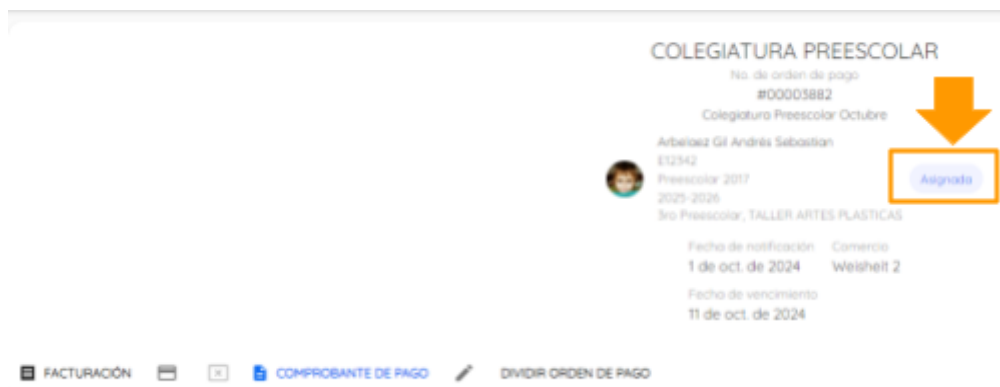 COLEGIATURA PREESCOLAR
No. de orden de pago
#00003882
Colegiatura Preescolar Octubre
Arbelaez Gil Andrés Sebastian
E12342
Preescolar 2017
Asignada
2025-2026
3ro Preescolar, TALLER ARTES PLASTICAS
Fecha de notificación Comercio
1 de oct. de 2024 Weisheit 2
Fecha de vencimiento
11 de oct. de 2024
FACTURACIÓN COMPROBANTE DE PAGO DIVIDIR ORDEN DE PAGO